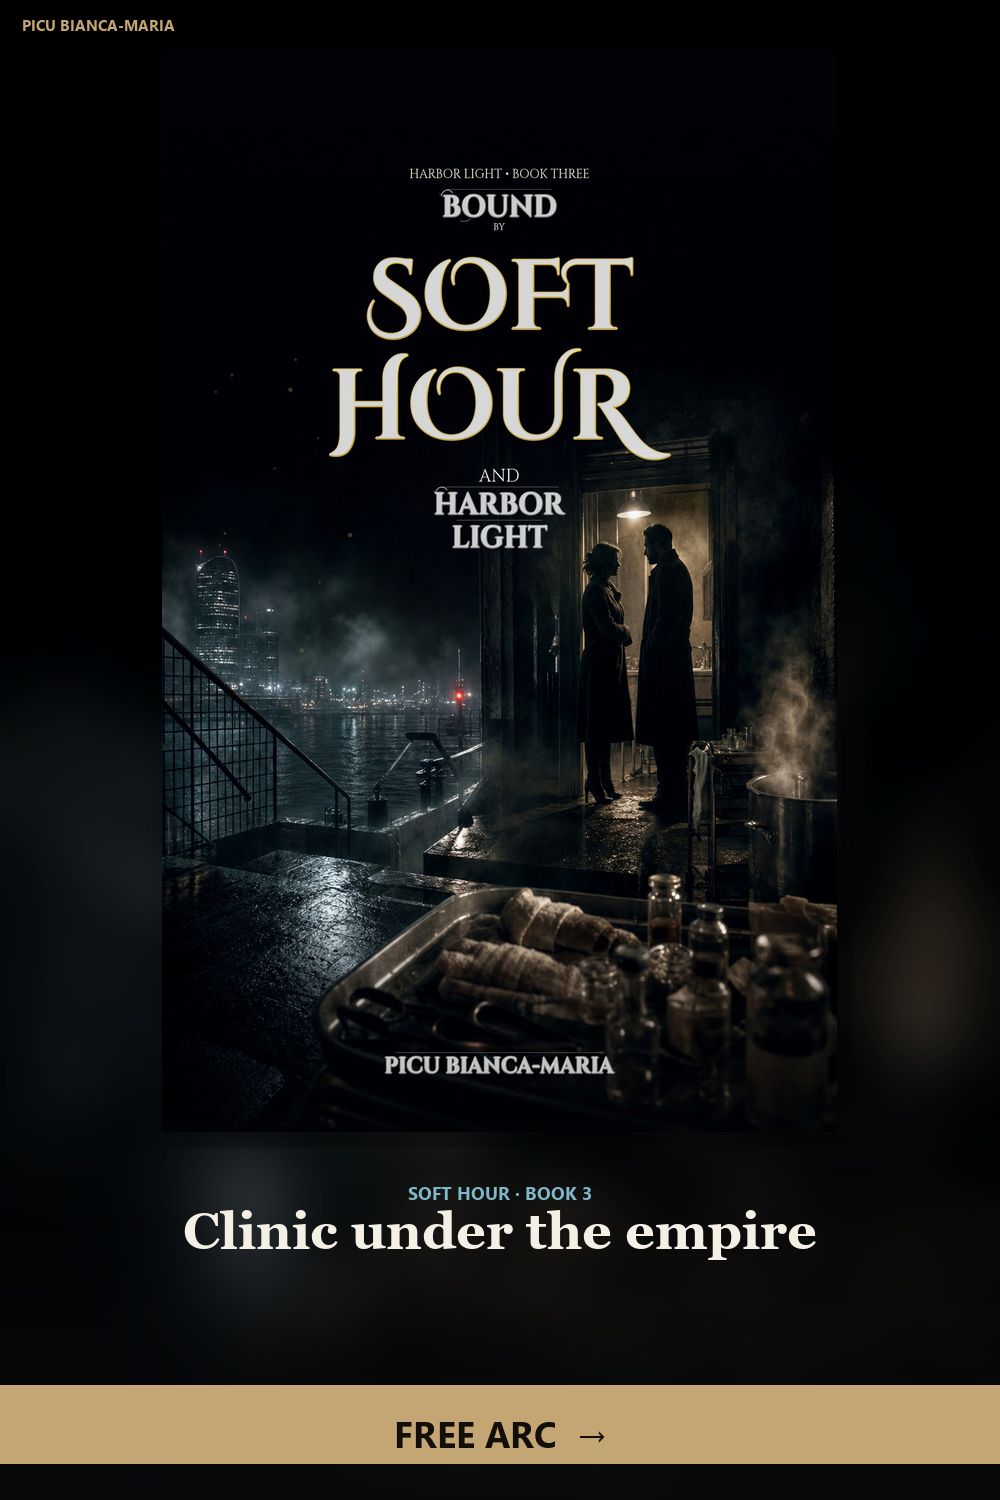 PICU BIANCA-MARIA
HARBOR LIGHT • BOOK THREE
BOUND
BY
SOFT
HOUR
AND
HARBOR
LIGHT
PICU BIANCA-MARIA
SOFT HOUR · BOOK 3
Clinic under the empire
FREE ARC →